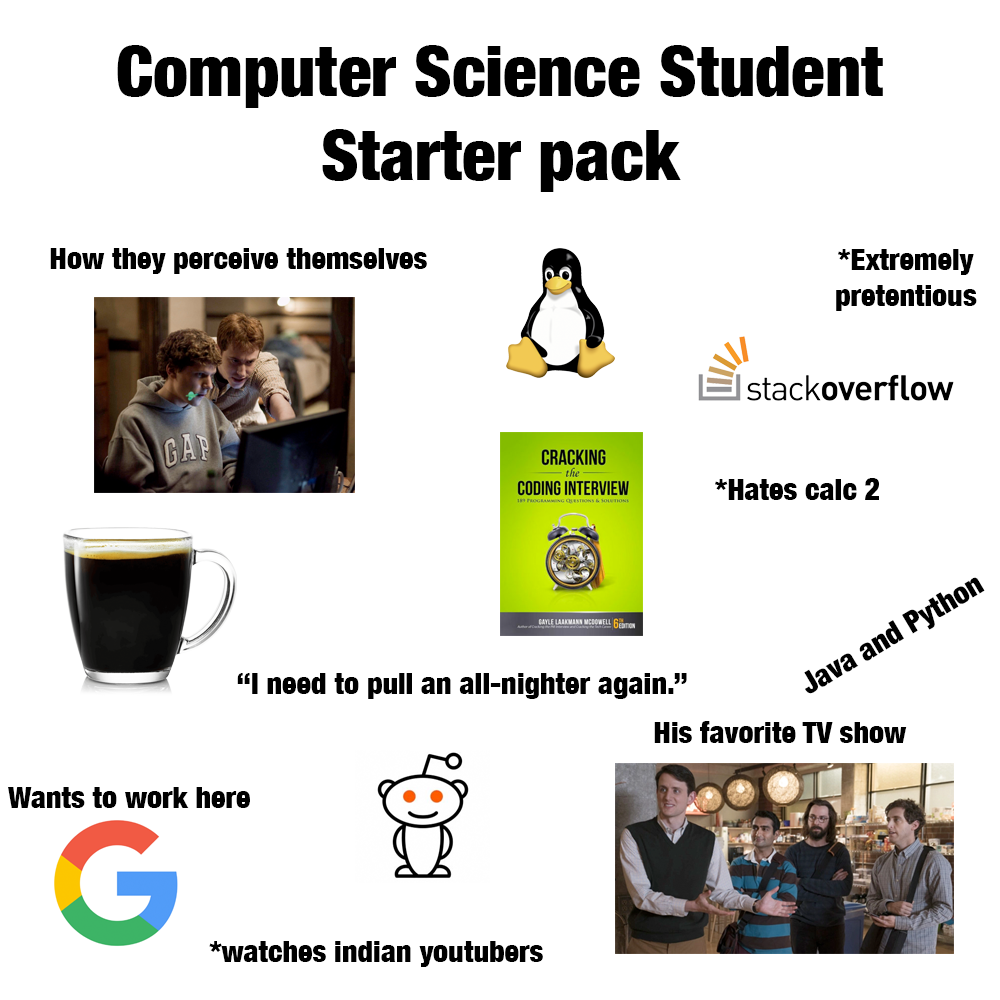 Computer Science Student
Starter pack
How they perceive themselves
*Extremely
pretentious
stackoverflow
GAP
CRACKING
the
CODING INTERVIEW
189 PROGRAMMING QUESTIONS & SOLUTIONS
*Hates calc 2
GAYLE LAAKMANN MCDOWELL 6TH EDITION
Java and Python
“I need to pull an all-nighter again.”
His favorite TV show
Wants to work here
*watches indian youtubers